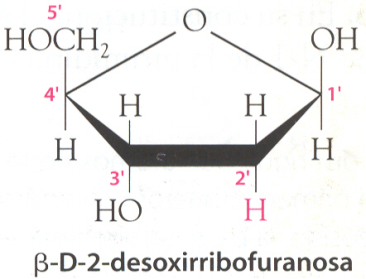 5'
O
HOCH₂ OH
4' 1'
H H
H H
3' 2'
HO H
β-D-2-desoxirribofuranosa